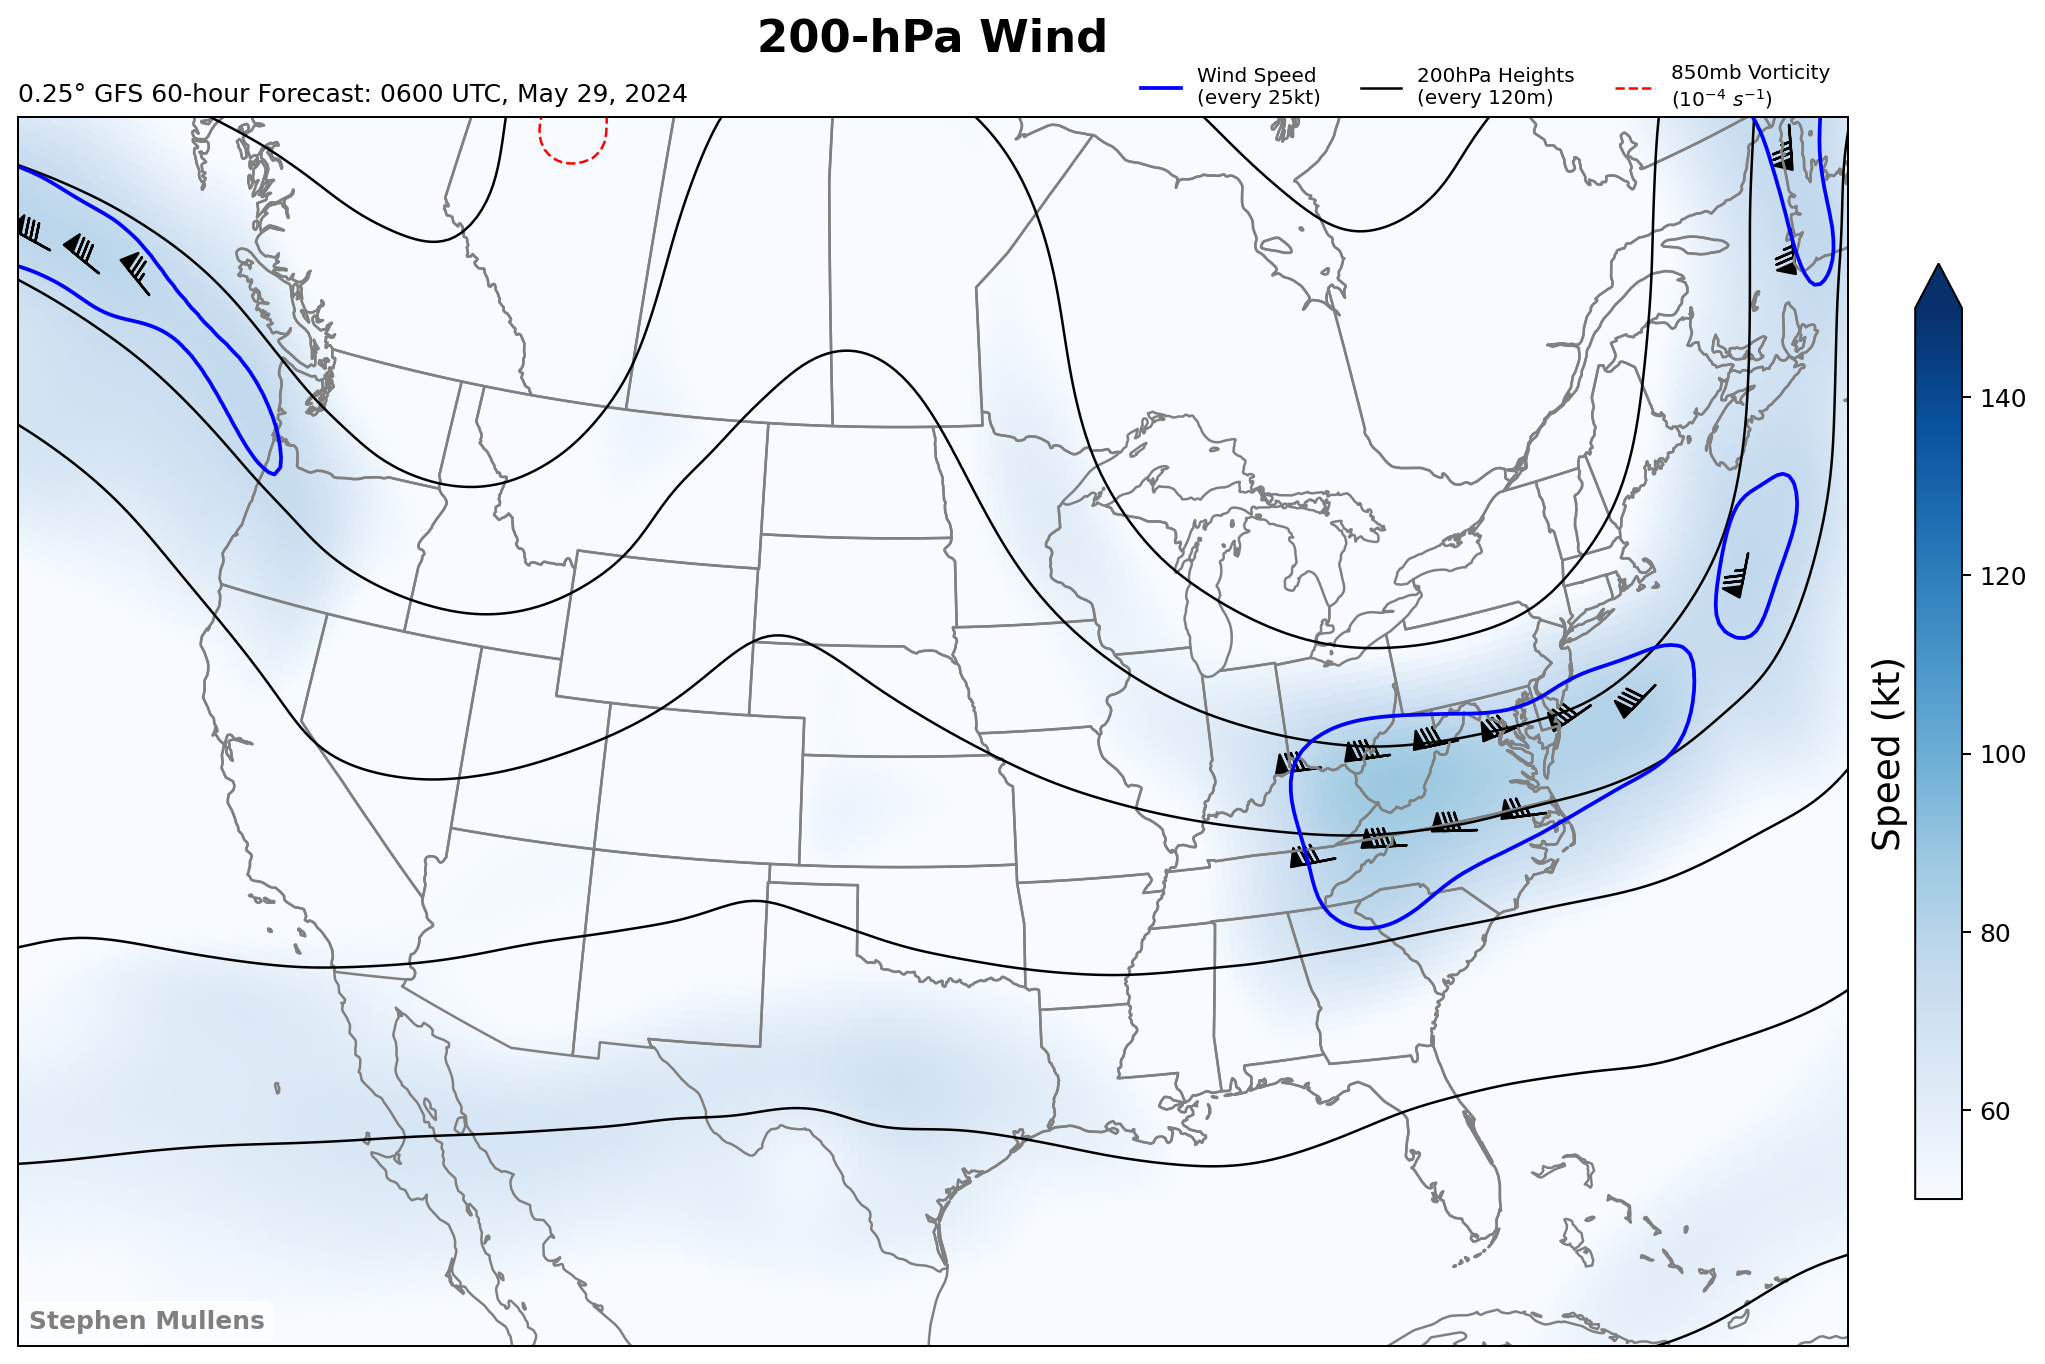 200-hPa Wind
0.25° GFS 60-hour Forecast: 0600 UTC, May 29, 2024
Wind Speed
(every 25kt)
200hPa Heights
(every 120m)
850mb Vorticity
(10⁻⁴ s⁻¹)
140
120
100
80
60
Speed (kt)
Stephen Mullens